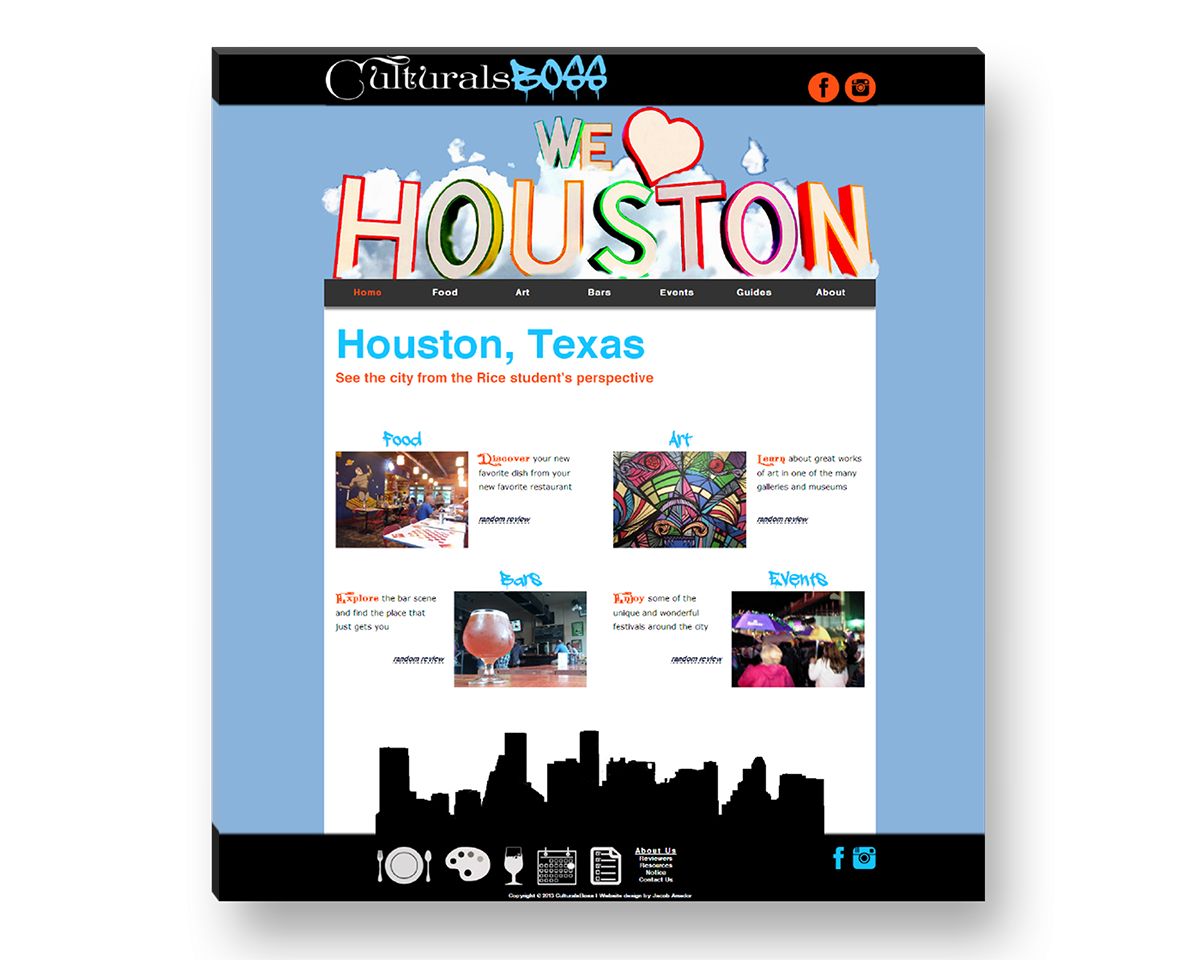 CulturalsBOSS
WE
HOUSTON
Home Food Art Bars Events Guides About
Houston, Texas
See the city from the Rice student's perspective
Food
Discover your new
favorite dish from your
new favorite restaurant
random review
Art
Learn about great works
of art in one of the many
galleries and museums
random review
Bars
Explore the bar scene
and find the place that
just gets you
random review
Events
Enjoy some of the
unique and wonderful
festivals around the city
random review
About Us
Reviewers
Resources
Notice
Contact Us
Copyright © 2013 CulturalsBoss | Website design by Jacob Amador